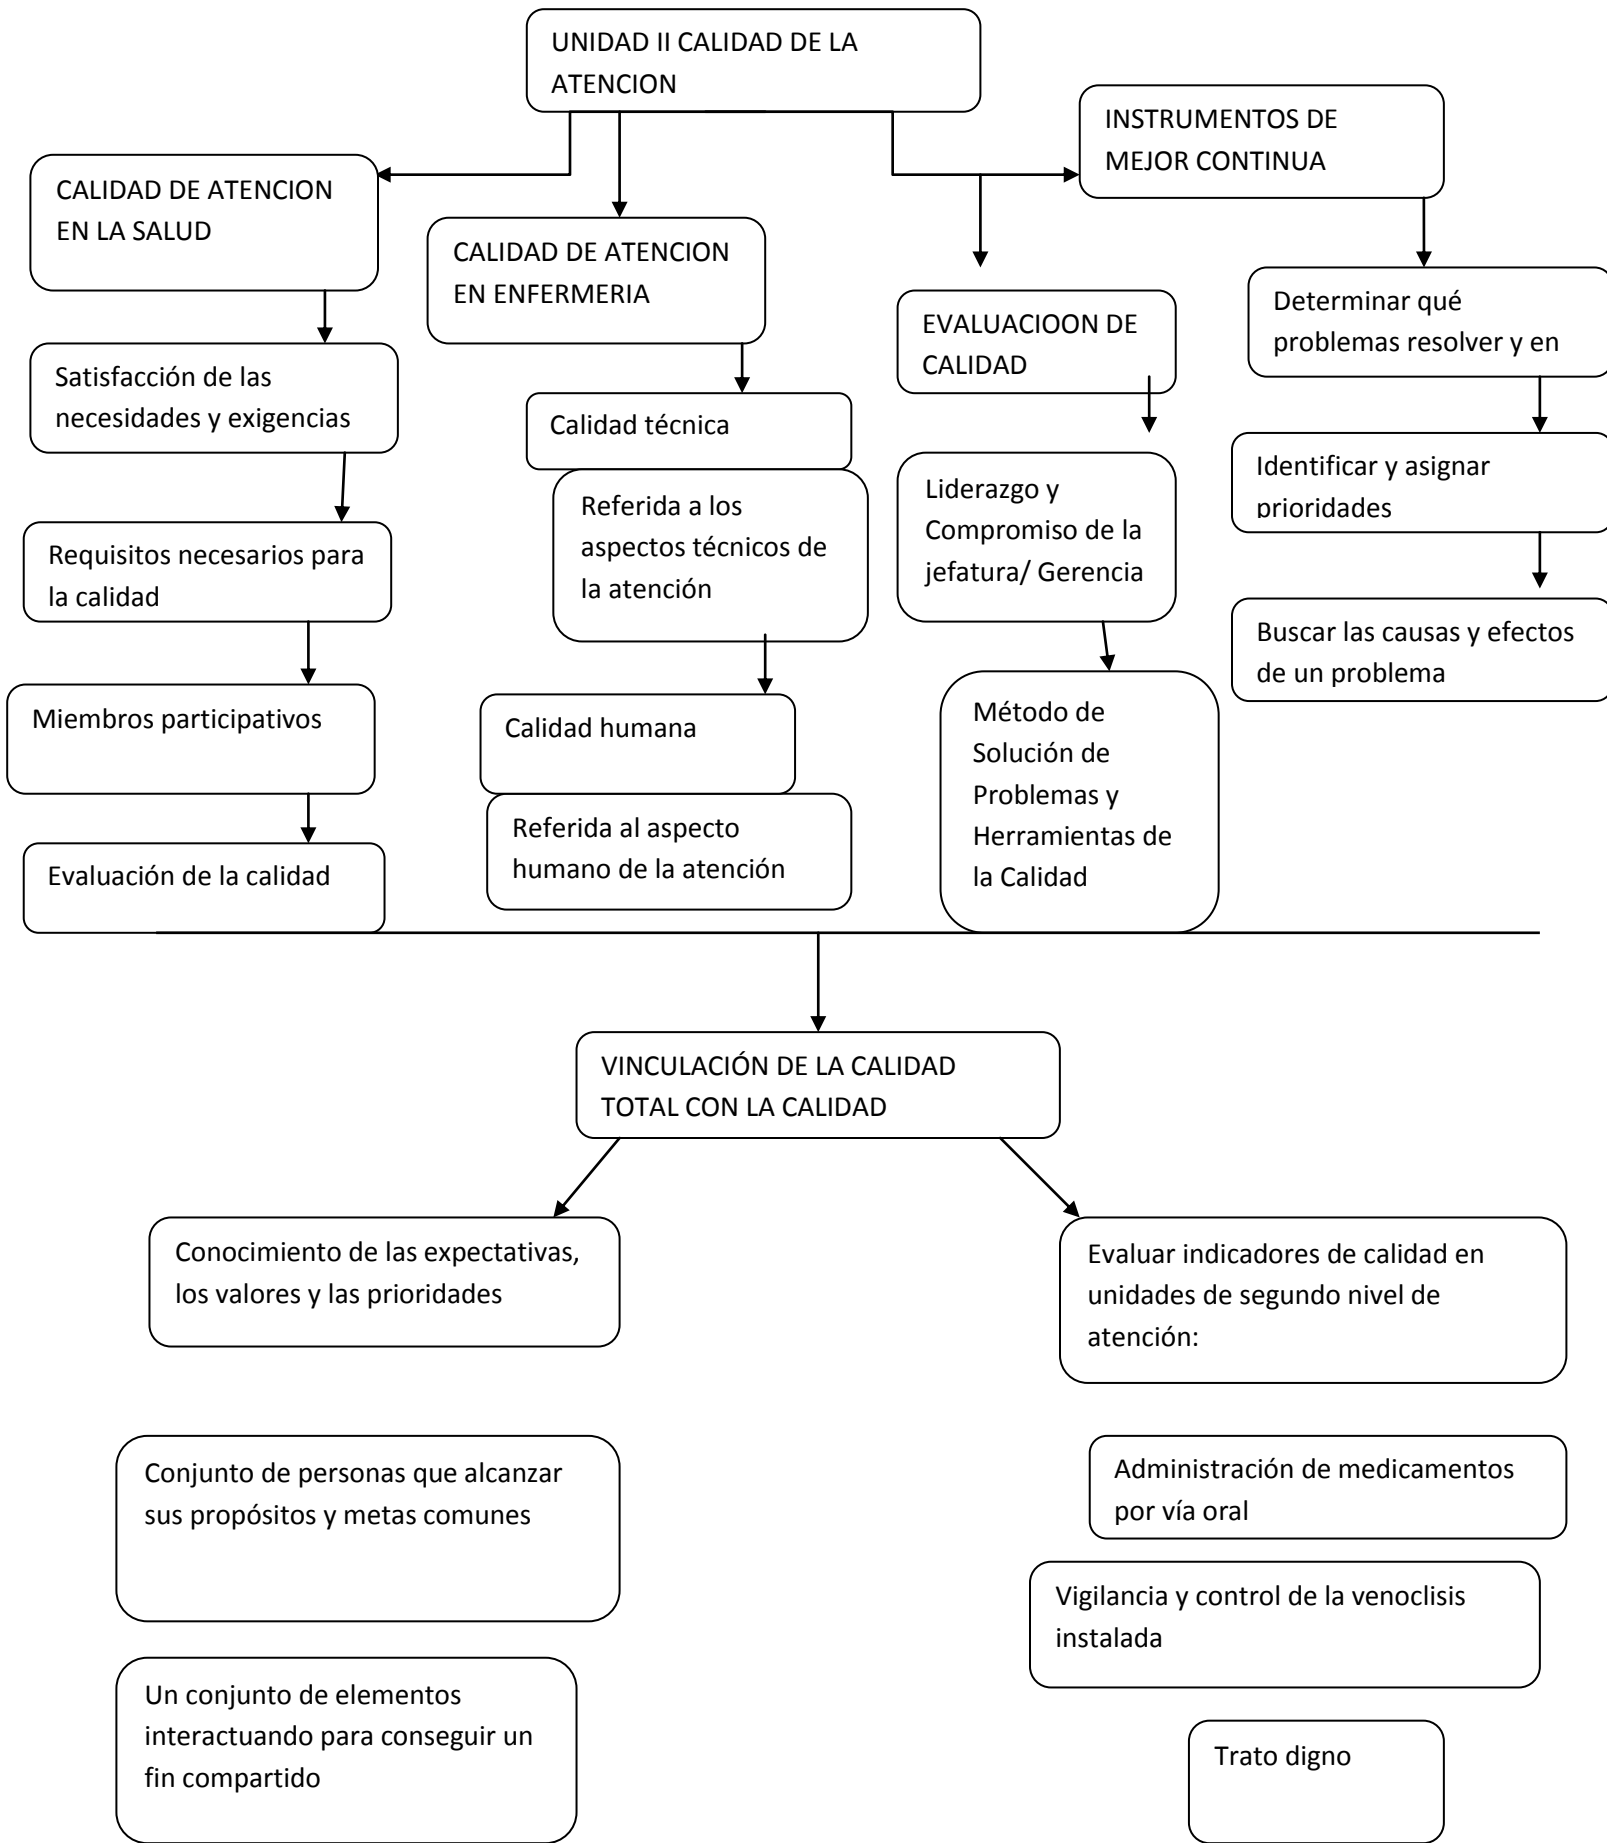 UNIDAD II CALIDAD DE LA
ATENCION
INSTRUMENTOS DE
MEJOR CONTINUA
CALIDAD DE ATENCION
EN LA SALUD
CALIDAD DE ATENCION
EN ENFERMERIA
EVALUACIOON DE
CALIDAD
Determinar qué
problemas resolver y en
Satisfacción de las
necesidades y exigencias
Calidad técnica
Referida a los
aspectos técnicos de
la atención
Liderazgo y
Compromiso de la
jefatura/ Gerencia
Identificar y asignar
prioridades
Requisitos necesarios para
la calidad
Buscar las causas y efectos
de un problema
Miembros participativos
Calidad humana
Método de
Solución de
Problemas y
Herramientas de
la Calidad
Referida al aspecto
humano de la atención
Evaluación de la calidad
VINCULACIÓN DE LA CALIDAD
TOTAL CON LA CALIDAD
Conocimiento de las expectativas,
los valores y las prioridades
Evaluar indicadores de calidad en
unidades de segundo nivel de
atención:
Conjunto de personas que alcanzar
sus propósitos y metas comunes
Administración de medicamentos
por vía oral
Vigilancia y control de la venoclisis
instalada
Un conjunto de elementos
interactuando para conseguir un
fin compartido
Trato digno